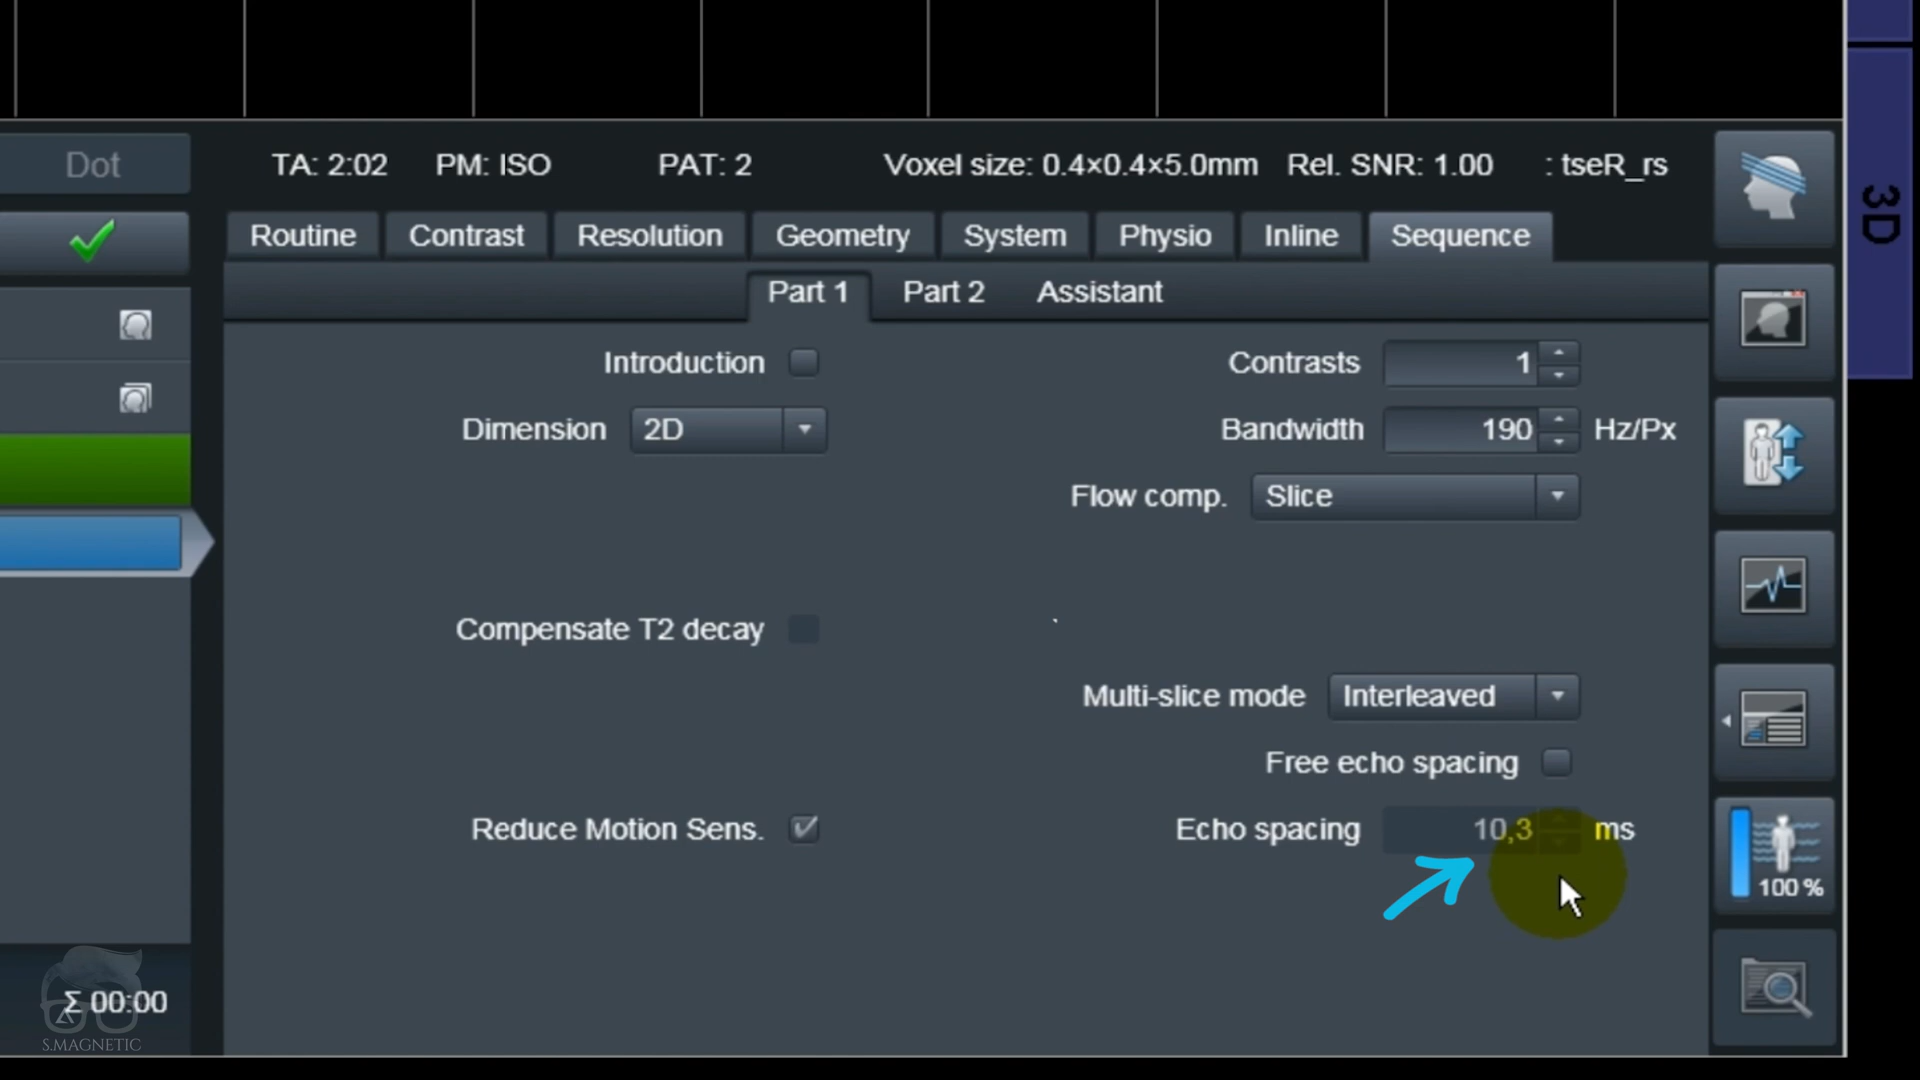 3D
Dot
TA: 2:02 PM: ISO PAT: 2 Voxel size: 0.4×0.4×5.0mm Rel. SNR: 1.00 : tseR_rs
Routine Contrast Resolution Geometry System Physio Inline Sequence
Part 1 Part 2 Assistant
Introduction Contrasts 1
Dimension 2D Bandwidth 190 Hz/Px
Flow comp. Slice
Compensate T2 decay
Multi-slice mode Interleaved
Free echo spacing
Reduce Motion Sens. Echo spacing 10,3 ms
100 %
Σ 00:00
S.MAGNETIC